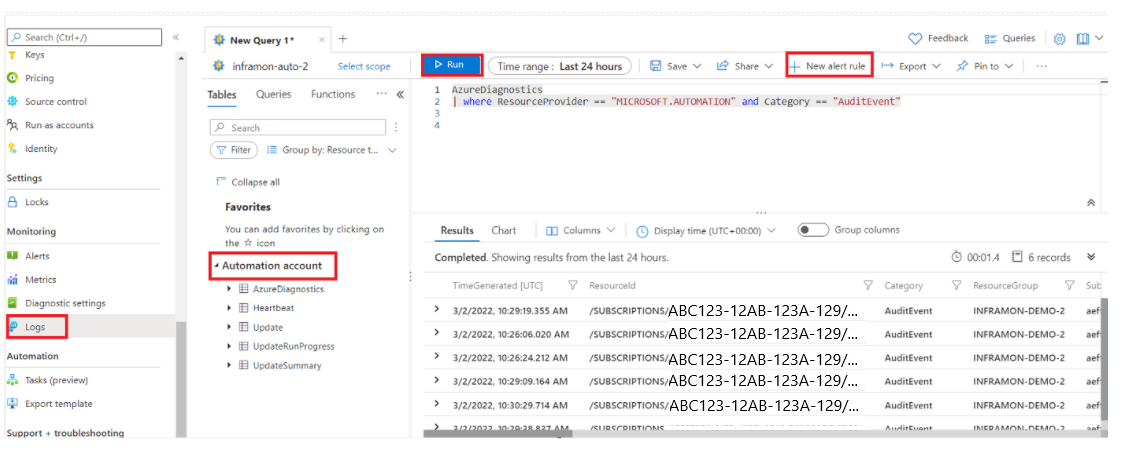 Search (Ctrl+/)
«
Keys
Pricing
Source control
Run as accounts
Identity
Settings
Locks
Monitoring
Alerts
Metrics
Diagnostic settings
Logs
Automation
Tasks (preview)
Export template
Support + troubleshooting
New Query 1* × +
Feedback Queries
inframon-auto-2 Select scope
Run Time range : Last 24 hours Save Share New alert rule Export Pin to ...
Tables Queries Functions ... «
Search
Filter Group by: Resource t...
Collapse all
Favorites
You can add favorites by clicking on
the ☆ icon
Automation account
AzureDiagnostics
Heartbeat
Update
UpdateRunProgress
UpdateSummary
1 AzureDiagnostics
2 | where ResourceProvider == "MICROSOFT.AUTOMATION" and Category == "AuditEvent"
3
4
Results Chart Columns Display time (UTC+00:00) Group columns
Completed. Showing results from the last 24 hours. 00:01.4 6 records
TimeGenerated [UTC] ResourceId Category ResourceGroup Sub
3/2/2022, 10:29:19.355 AM /SUBSCRIPTIONS/ABC123-12AB-123A-129/... AuditEvent INFRAMON-DEMO-2 aef
3/2/2022, 10:26:06.020 AM /SUBSCRIPTIONS/ABC123-12AB-123A-129/... AuditEvent INFRAMON-DEMO-2 aef
3/2/2022, 10:26:24.212 AM /SUBSCRIPTIONS/ABC123-12AB-123A-129/... AuditEvent INFRAMON-DEMO-2 aef
3/2/2022, 10:29:09.164 AM /SUBSCRIPTIONS/ABC123-12AB-123A-129/... AuditEvent INFRAMON-DEMO-2 aef
3/2/2022, 10:30:29.714 AM /SUBSCRIPTIONS/ABC123-12AB-123A-129/... AuditEvent INFRAMON-DEMO-2 aef
3/2/2022, 10:29:38.837 AM /SUBSCRIPTIONS AuditEvent INFRAMON-DEMO-2 aef